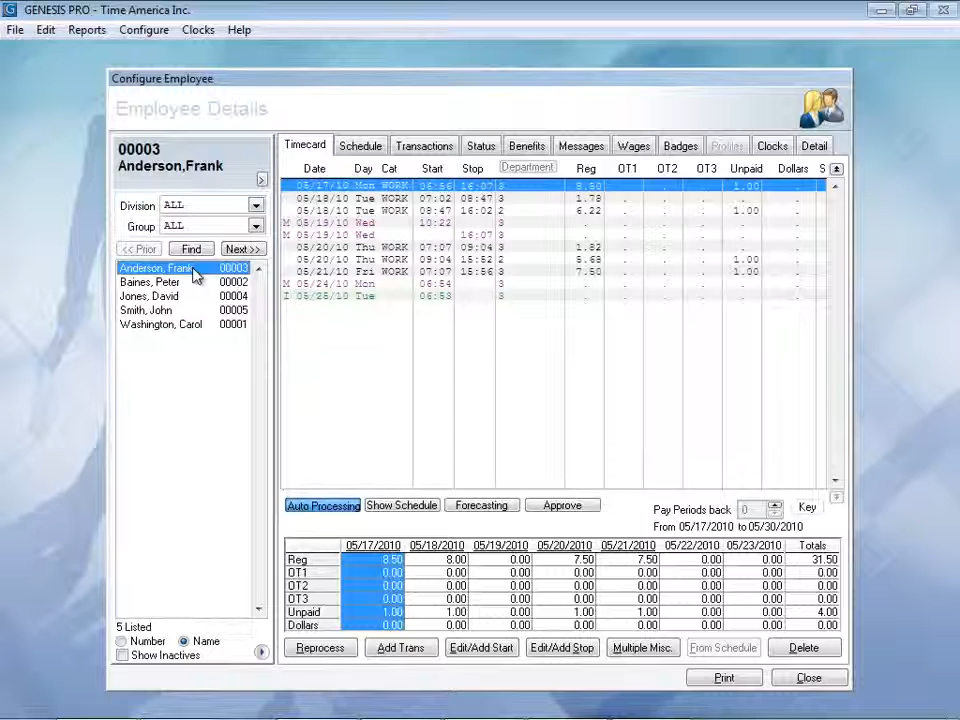 GENESIS PRO - Time America Inc.
File Edit Reports Configure Clocks Help
Configure Employee
Employee Details
00003
Anderson,Frank
Division ALL
Group ALL
<< Prior Find Next >>
Anderson, Frank 00003
Baines, Peter 00002
Jones, David 00004
Smith, John 00005
Washington, Carol 00001
5 Listed
Number Name
Show Inactives
Timecard Schedule Transactions Status Benefits Messages Wages Badges Profiles Clocks Detail
Date Day Cat Start Stop Department Reg OT1 OT2 OT3 Unpaid Dollars S
05/17/10 Mon WORK 06:56 16:07 3 8.50 . . . 1.00 .
05/18/10 Tue WORK 07:02 08:47 3 1.78 . . . . .
05/18/10 Tue WORK 08:47 16:02 2 6.22 . . . 1.00 .
M 05/19/10 Wed 10:22 3 . . . . . .
M 05/19/10 Wed 16:07 3 . . . . . .
05/20/10 Thu WORK 07:07 09:04 3 1.82 . . . . .
05/20/10 Thu WORK 09:04 15:52 2 5.68 . . . 1.00 .
05/21/10 Fri WORK 07:07 15:56 3 7.50 . . . 1.00 .
M 05/24/10 Mon 06:54 3 . . . . . .
I 05/25/10 Tue 06:53 3 . . . . . .
Auto Processing Show Schedule Forecasting Approve
Pay Periods back 0 Key
From 05/17/2010 to 05/30/2010
05/17/2010 05/18/2010 05/19/2010 05/20/2010 05/21/2010 05/22/2010 05/23/2010 Totals
Reg 8.50 8.00 0.00 7.50 7.50 0.00 0.00 31.50
OT1 0.00 0.00 0.00 0.00 0.00 0.00 0.00 0.00
OT2 0.00 0.00 0.00 0.00 0.00 0.00 0.00 0.00
OT3 0.00 0.00 0.00 0.00 0.00 0.00 0.00 0.00
Unpaid 1.00 1.00 0.00 1.00 1.00 0.00 0.00 4.00
Dollars 0.00 0.00 0.00 0.00 0.00 0.00 0.00 0.00
Reprocess Add Trans Edit/Add Start Edit/Add Stop Multiple Misc. From Schedule Delete
Print Close